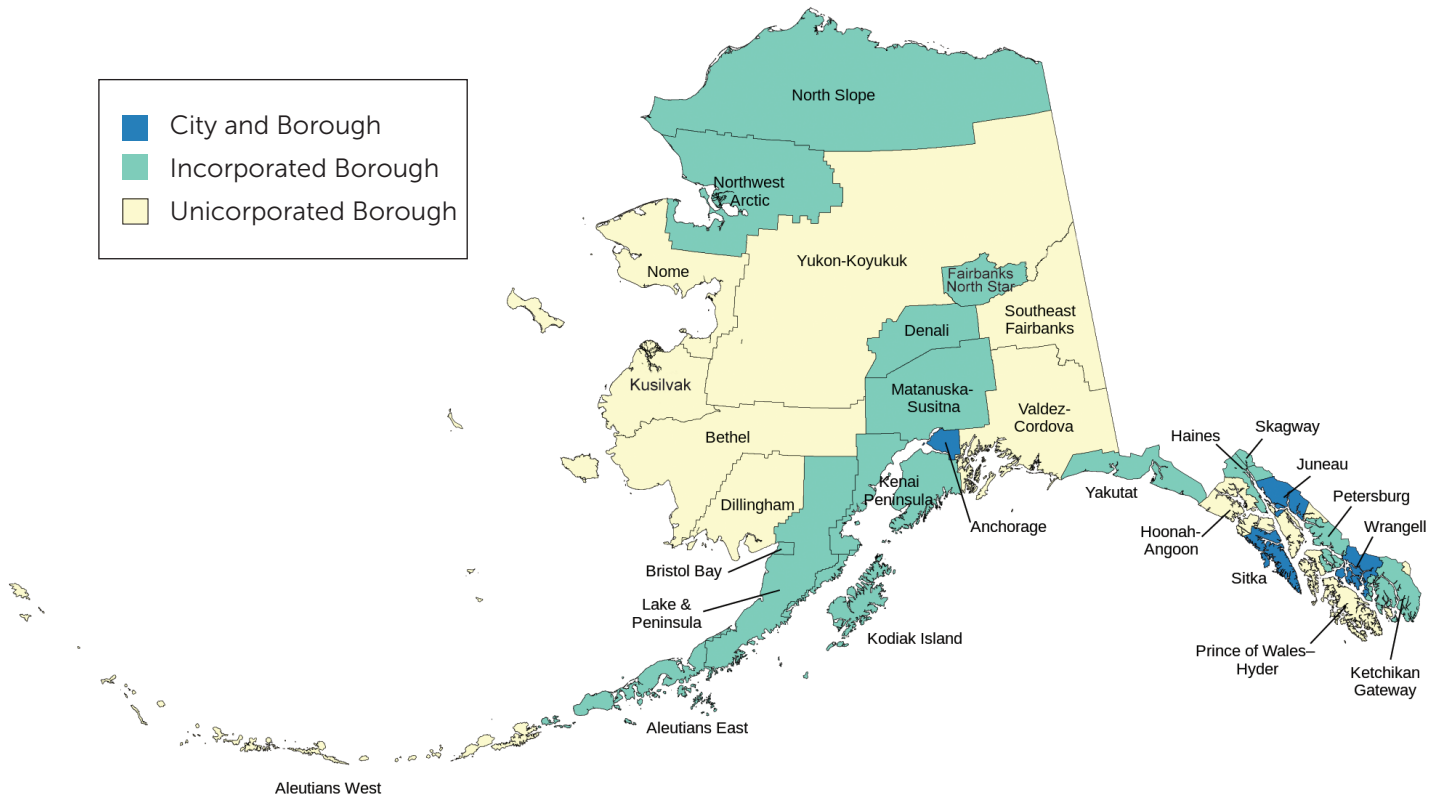 City and Borough
Incorporated Borough
Unicorporated Borough
North Slope
Northwest
Arctic
Nome
Yukon-Koyukuk
Fairbanks
North Star
Southeast
Fairbanks
Denali
Kusilvak
Matanuska-
Susitna
Valdez-
Cordova
Bethel
Dillingham
Kenai
Peninsula
Anchorage
Bristol Bay
Lake &
Peninsula
Kodiak Island
Aleutians East
Aleutians West
Yakutat
Haines
Skagway
Juneau
Petersburg
Wrangell
Hoonah-
Angoon
Sitka
Prince of Wales–
Hyder
Ketchikan
Gateway